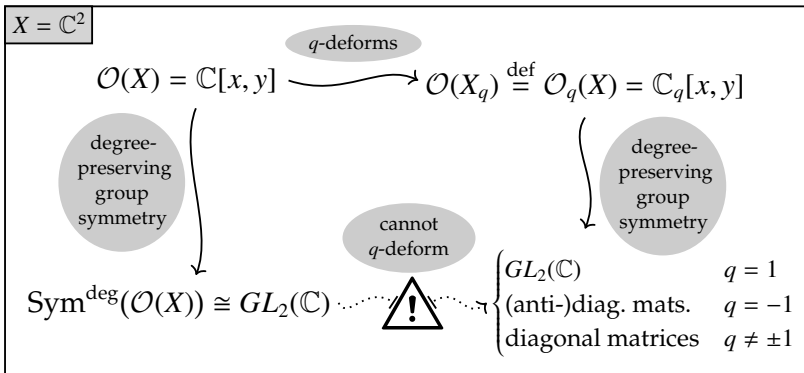 X = ℂ²
q-deforms
𝒪(X) = ℂ[x, y]
𝒪(X_q) ≝ 𝒪_q(X) = ℂ_q[x, y]
degree-
preserving
group
symmetry
degree-
preserving
group
symmetry
cannot
q-deform
Sym^deg(𝒪(X)) ≅ GL₂(ℂ)
!
GL₂(ℂ) q = 1
(anti-)diag. mats. q = −1
diagonal matrices q ≠ ±1